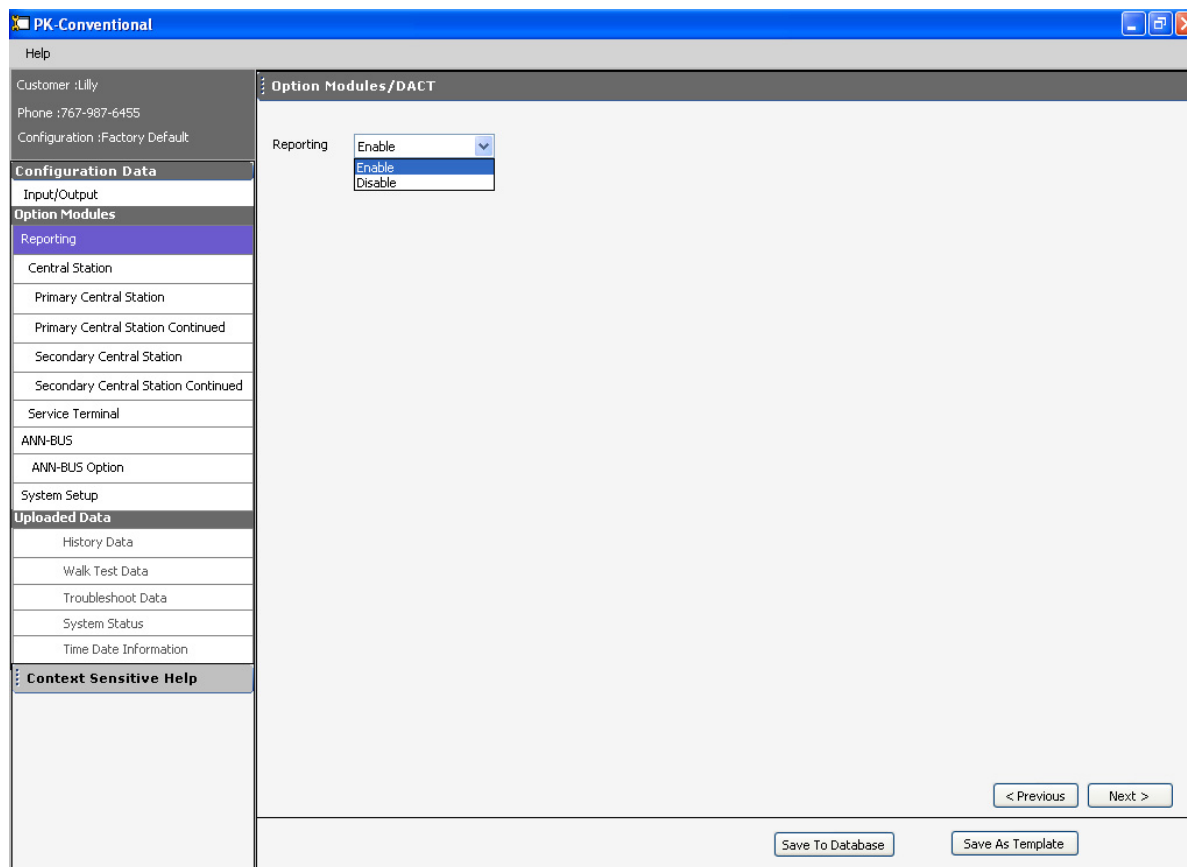 PK-Conventional
Help
Customer :Lilly
Phone :767-987-6455
Configuration :Factory Default
Configuration Data
Input/Output
Option Modules
Reporting
Central Station
Primary Central Station
Primary Central Station Continued
Secondary Central Station
Secondary Central Station Continued
Service Terminal
ANN-BUS
ANN-BUS Option
System Setup
Uploaded Data
History Data
Walk Test Data
Troubleshoot Data
System Status
Time Date Information
Context Sensitive Help
Option Modules/DACT
Reporting Enable
Enable
Disable
< Previous Next >
Save To Database Save As Template